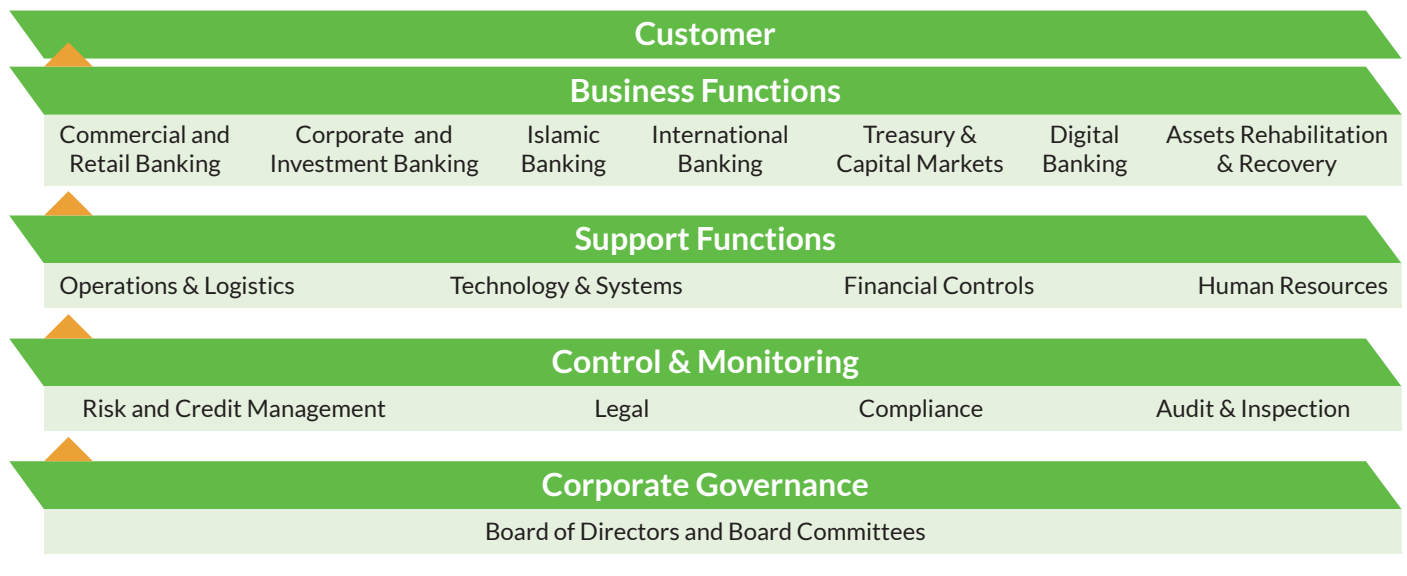 Customer
Business Functions
Commercial and Retail Banking
Corporate and Investment Banking
Islamic Banking
International Banking
Treasury & Capital Markets
Digital Banking
Assets Rehabilitation & Recovery
Support Functions
Operations & Logistics
Technology & Systems
Financial Controls
Human Resources
Control & Monitoring
Risk and Credit Management
Legal
Compliance
Audit & Inspection
Corporate Governance
Board of Directors and Board Committees